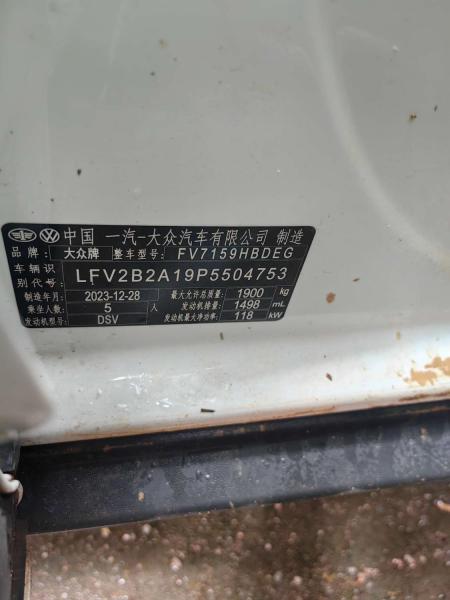 中国 一汽-大众汽车有限公司 制造
品牌: 大众牌 整车型号: FV7159HBDEG
车辆识别代号: LFV2B2A19P5504753
制造年月: 2023-12-28 最大允许总质量: 1900 kg
乘坐人数: 5 人 发动机排量: 1498 mL
发动机型号: DSV 发动机最大净功率: 118 kW